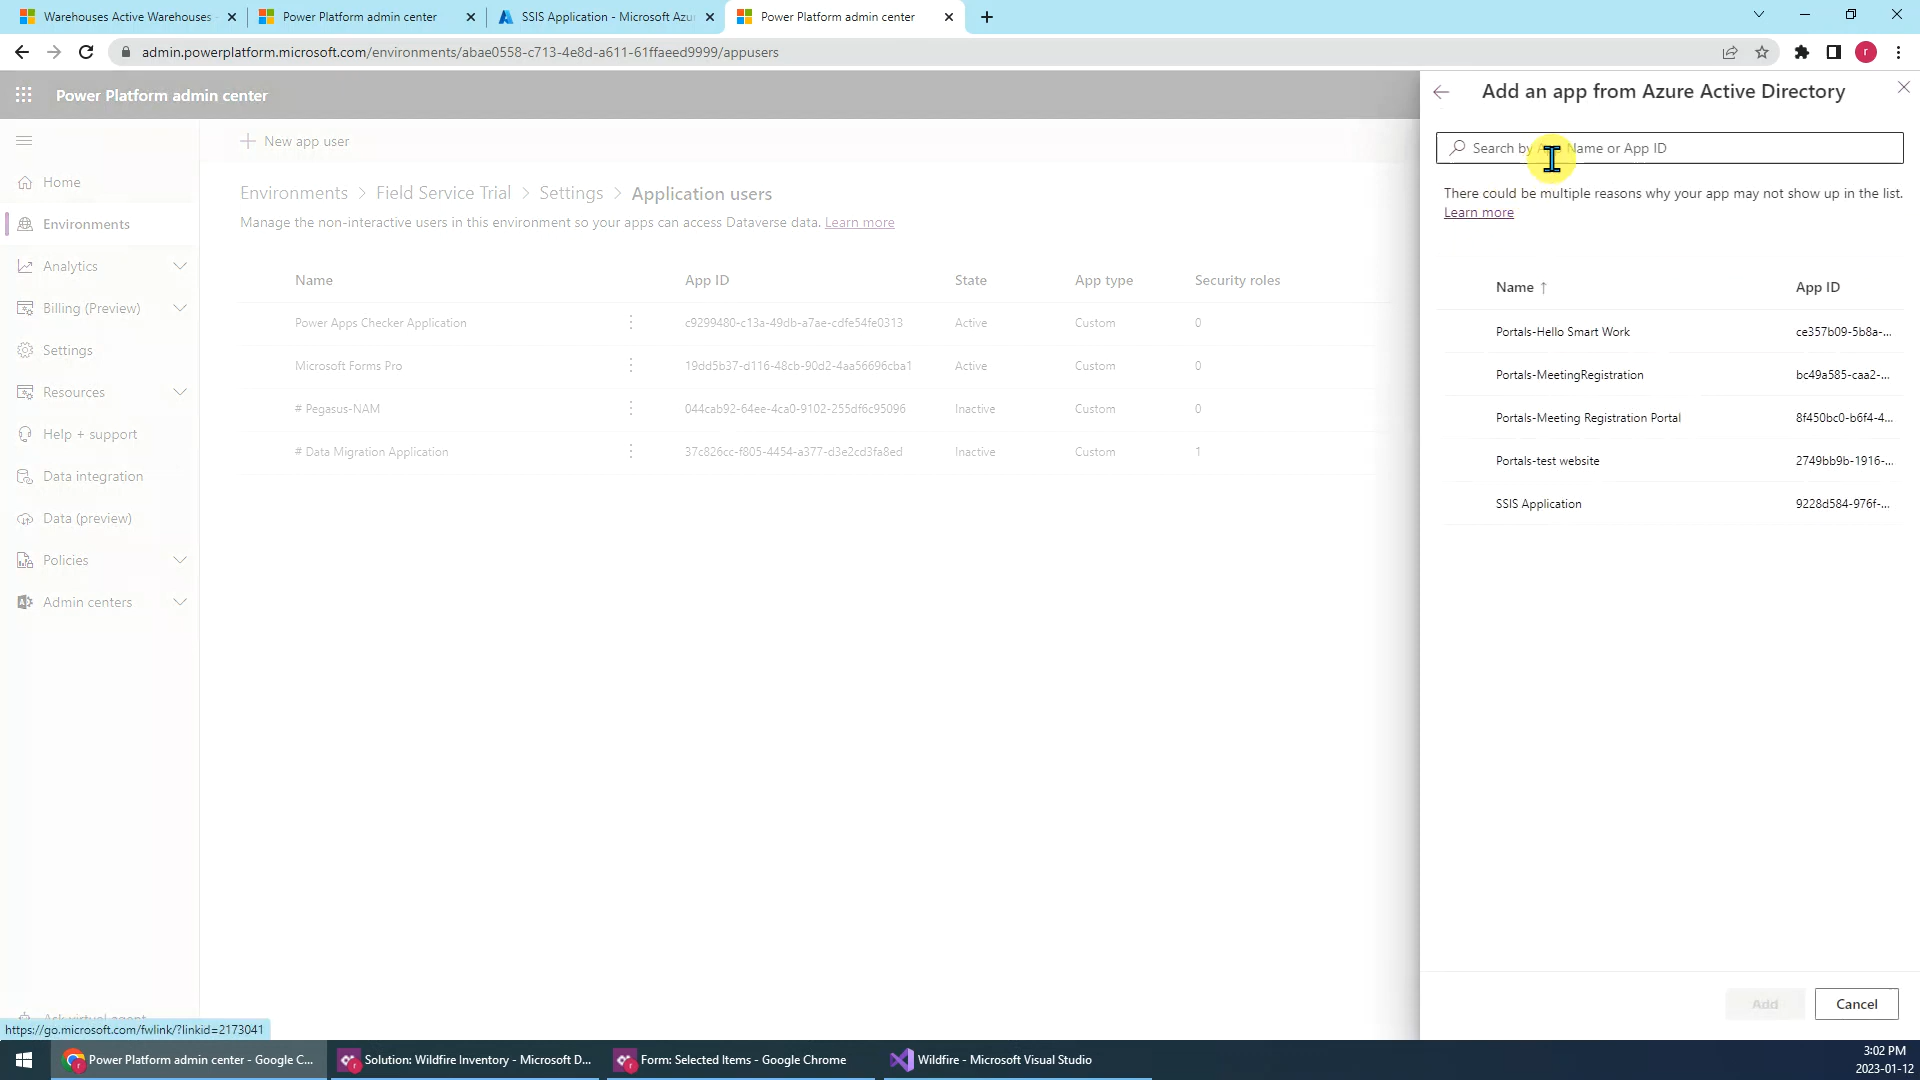 Warehouses Active Warehouses
Power Platform admin center
SSIS Application - Microsoft Azu
Power Platform admin center
admin.powerplatform.microsoft.com/environments/abae0558-c713-4e8d-a611-61ffaeed9999/appusers
r
Power Platform admin center
Home
Environments
Analytics
Billing (Preview)
Settings
Resources
Help + support
Data integration
Data (preview)
Policies
Admin centers
Ask virtual agent
New app user
Environments > Field Service Trial > Settings > Application users
Manage the non-interactive users in this environment so your apps can access Dataverse data. Learn more
Name App ID State App type Security roles
Power Apps Checker Application c9299480-c13a-49db-a7ae-cdfe54fe0313 Active Custom 0
Microsoft Forms Pro 19dd5b37-d116-48cb-90d2-4aa56696cba1 Active Custom 0
# Pegasus-NAM 044cab92-64ee-4ca0-9102-255df6c95096 Inactive Custom 0
# Data Migration Application 37c826cc-f805-4454-a377-d3e2cd3fa8ed Inactive Custom 1
Add an app from Azure Active Directory
Search by App Name or App ID
There could be multiple reasons why your app may not show up in the list.
Learn more
Name ↑ App ID
Portals-Hello Smart Work ce357b09-5b8a-...
Portals-MeetingRegistration bc49a585-caa2-...
Portals-Meeting Registration Portal 8f450bc0-b6f4-4...
Portals-test website 2749bb9b-1916-...
SSIS Application 9228d584-976f-...
Add
Cancel
https://go.microsoft.com/fwlink/?linkid=2173041
Power Platform admin center - Google C...
Solution: Wildfire Inventory - Microsoft D...
Form: Selected Items - Google Chrome
Wildfire - Microsoft Visual Studio
3:02 PM
2023-01-12